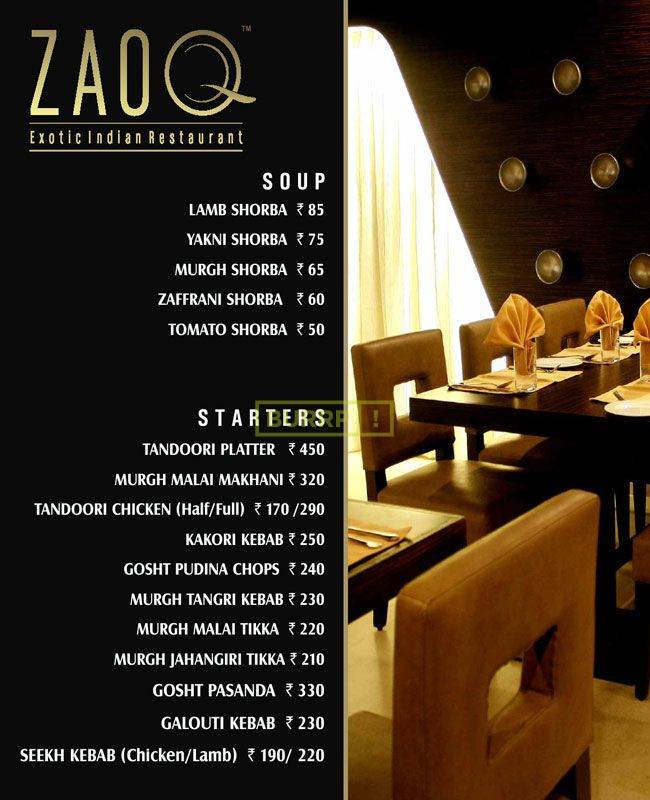 ZAOQ™
Exotic Indian Restaurant
SOUP
LAMB SHORBA ₹ 85
YAKNI SHORBA ₹ 75
MURGH SHORBA ₹ 65
ZAFFRANI SHORBA ₹ 60
TOMATO SHORBA ₹ 50
STARTERS
BURRP!
TANDOORI PLATTER ₹ 450
MURGH MALAI MAKHANI ₹ 320
TANDOORI CHICKEN (Half/Full) ₹ 170 /290
KAKORI KEBAB ₹ 250
GOSHT PUDINA CHOPS ₹ 240
MURGH TANGRI KEBAB ₹ 230
MURGH MALAI TIKKA ₹ 220
MURGH JAHANGIRI TIKKA ₹ 210
GOSHT PASANDA ₹ 330
GALOUTI KEBAB ₹ 230
SEEKH KEBAB (Chicken/Lamb) ₹ 190/ 220